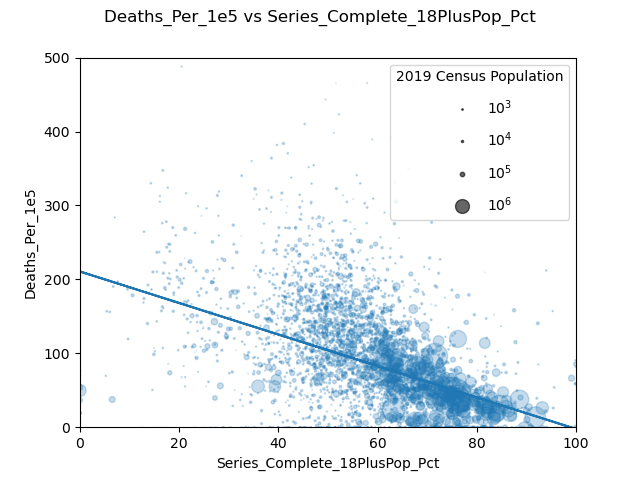 Deaths_Per_1e5 vs Series_Complete_18PlusPop_Pct
500
400
300
200
100
0
Deaths_Per_1e5
2019 Census Population
10³
10⁴
10⁵
10⁶
0 20 40 60 80 100
Series_Complete_18PlusPop_Pct